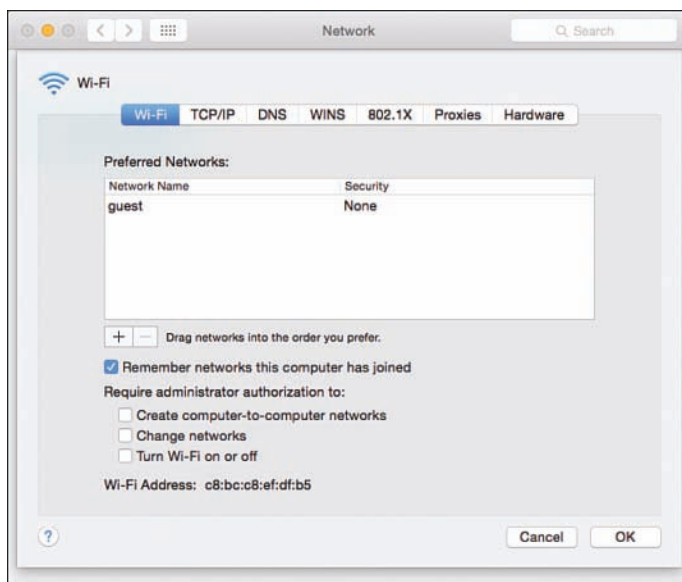 Network
Search
Wi-Fi
Wi-Fi TCP/IP DNS WINS 802.1X Proxies Hardware
Preferred Networks:
Network Name Security
guest None
+ − Drag networks into the order you prefer.
Remember networks this computer has joined
Require administrator authorization to:
Create computer-to-computer networks
Change networks
Turn Wi-Fi on or off
Wi-Fi Address: c8:bc:c8:ef:df:b5
? Cancel OK